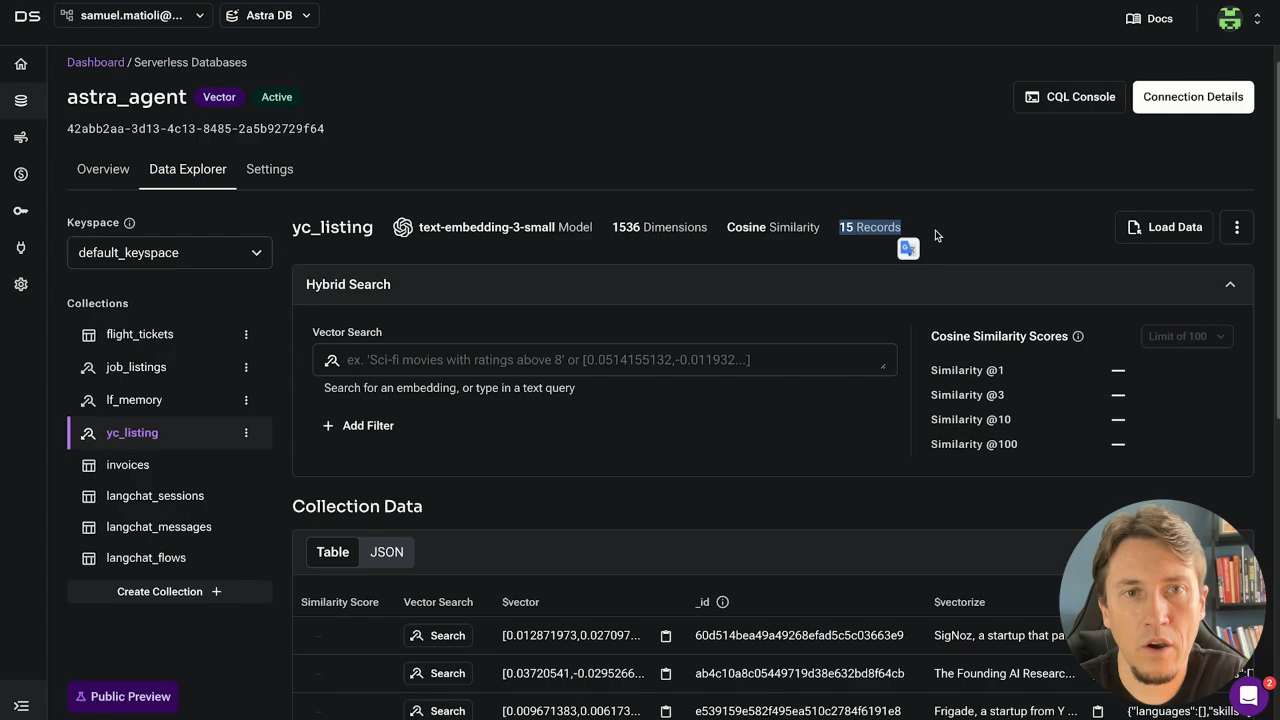 DS
samuel.matioli@...
Astra DB
Docs
Dashboard / Serverless Databases
astra_agent Vector Active
CQL Console
Connection Details
42abb2aa-3d13-4c13-8485-2a5b92729f64
Overview Data Explorer Settings
Keyspace
default_keyspace
Collections
flight_tickets
job_listings
lf_memory
yc_listing
invoices
langchat_sessions
langchat_messages
langchat_flows
Create Collection +
Public Preview
yc_listing text-embedding-3-small Model 1536 Dimensions Cosine Similarity 15 Records
Load Data
Hybrid Search
Vector Search
ex. 'Sci-fi movies with ratings above 8' or [0.0514155132,-0.011932...]
Search for an embedding, or type in a text query
+ Add Filter
Cosine Similarity Scores
Limit of 100
Similarity @1 —
Similarity @3 —
Similarity @10 —
Similarity @100 —
Collection Data
Table JSON
Similarity Score Vector Search $vector _id $vectorize
– Search [0.012871973,0.027097... 60d514bea49a49268efad5c5c03663e9 SigNoz, a startup that pa
– Search [0.03720541,-0.0295266... ab4c10a8c05449719d38e632bd8f64cb The Founding AI Researc...
Search [0.009675383,0.006173... e539159e582f495ea510c2784f6191e8 Frigade, a startup from Y {"languages":[],"skills"
2